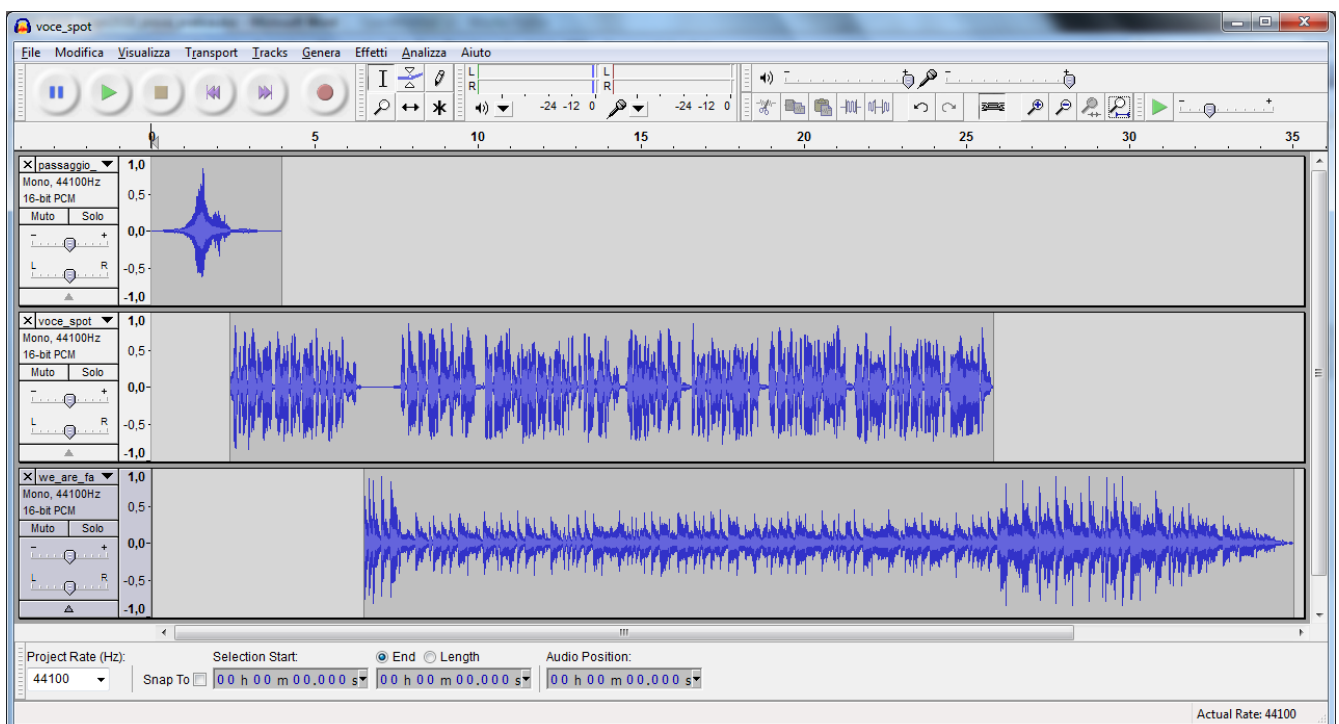 voce_spot
File Modifica Visualizza Transport Tracks Genera Effetti Analizza Aiuto
L
R
-24 -12 0
L
R
-24 -12 0
- +
0 5 10 15 20 25 30 35
X passaggio_
Mono, 44100Hz
16-bit PCM
Muto Solo
- +
L R
1,0
0,5
0,0
-0,5
-1,0
X voce_spot
Mono, 44100Hz
16-bit PCM
Muto Solo
- +
L R
1,0
0,5
0,0
-0,5
-1,0
X we_are_fa
Mono, 44100Hz
16-bit PCM
Muto Solo
- +
L R
1,0
0,5
0,0
-0,5
-1,0
Project Rate (Hz): Selection Start: End Length Audio Position:
44100 Snap To 00 h 00 m 00.000 s 00 h 00 m 00.000 s 00 h 00 m 00.000 s
Actual Rate: 44100